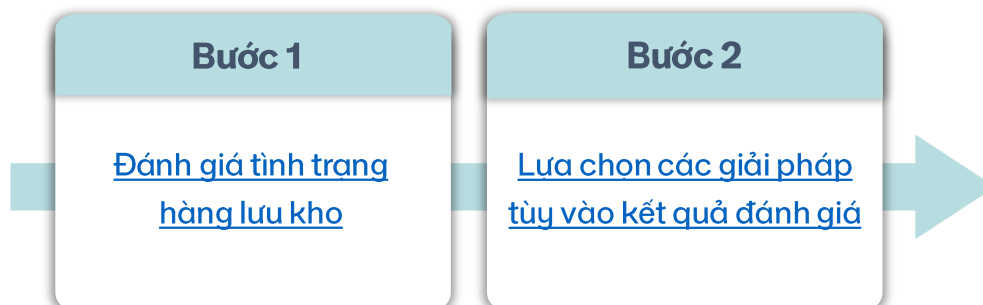 Bước 1
Đánh giá tình trạng
hàng lưu kho
Bước 2
Lựa chọn các giải pháp
tùy vào kết quả đánh giá